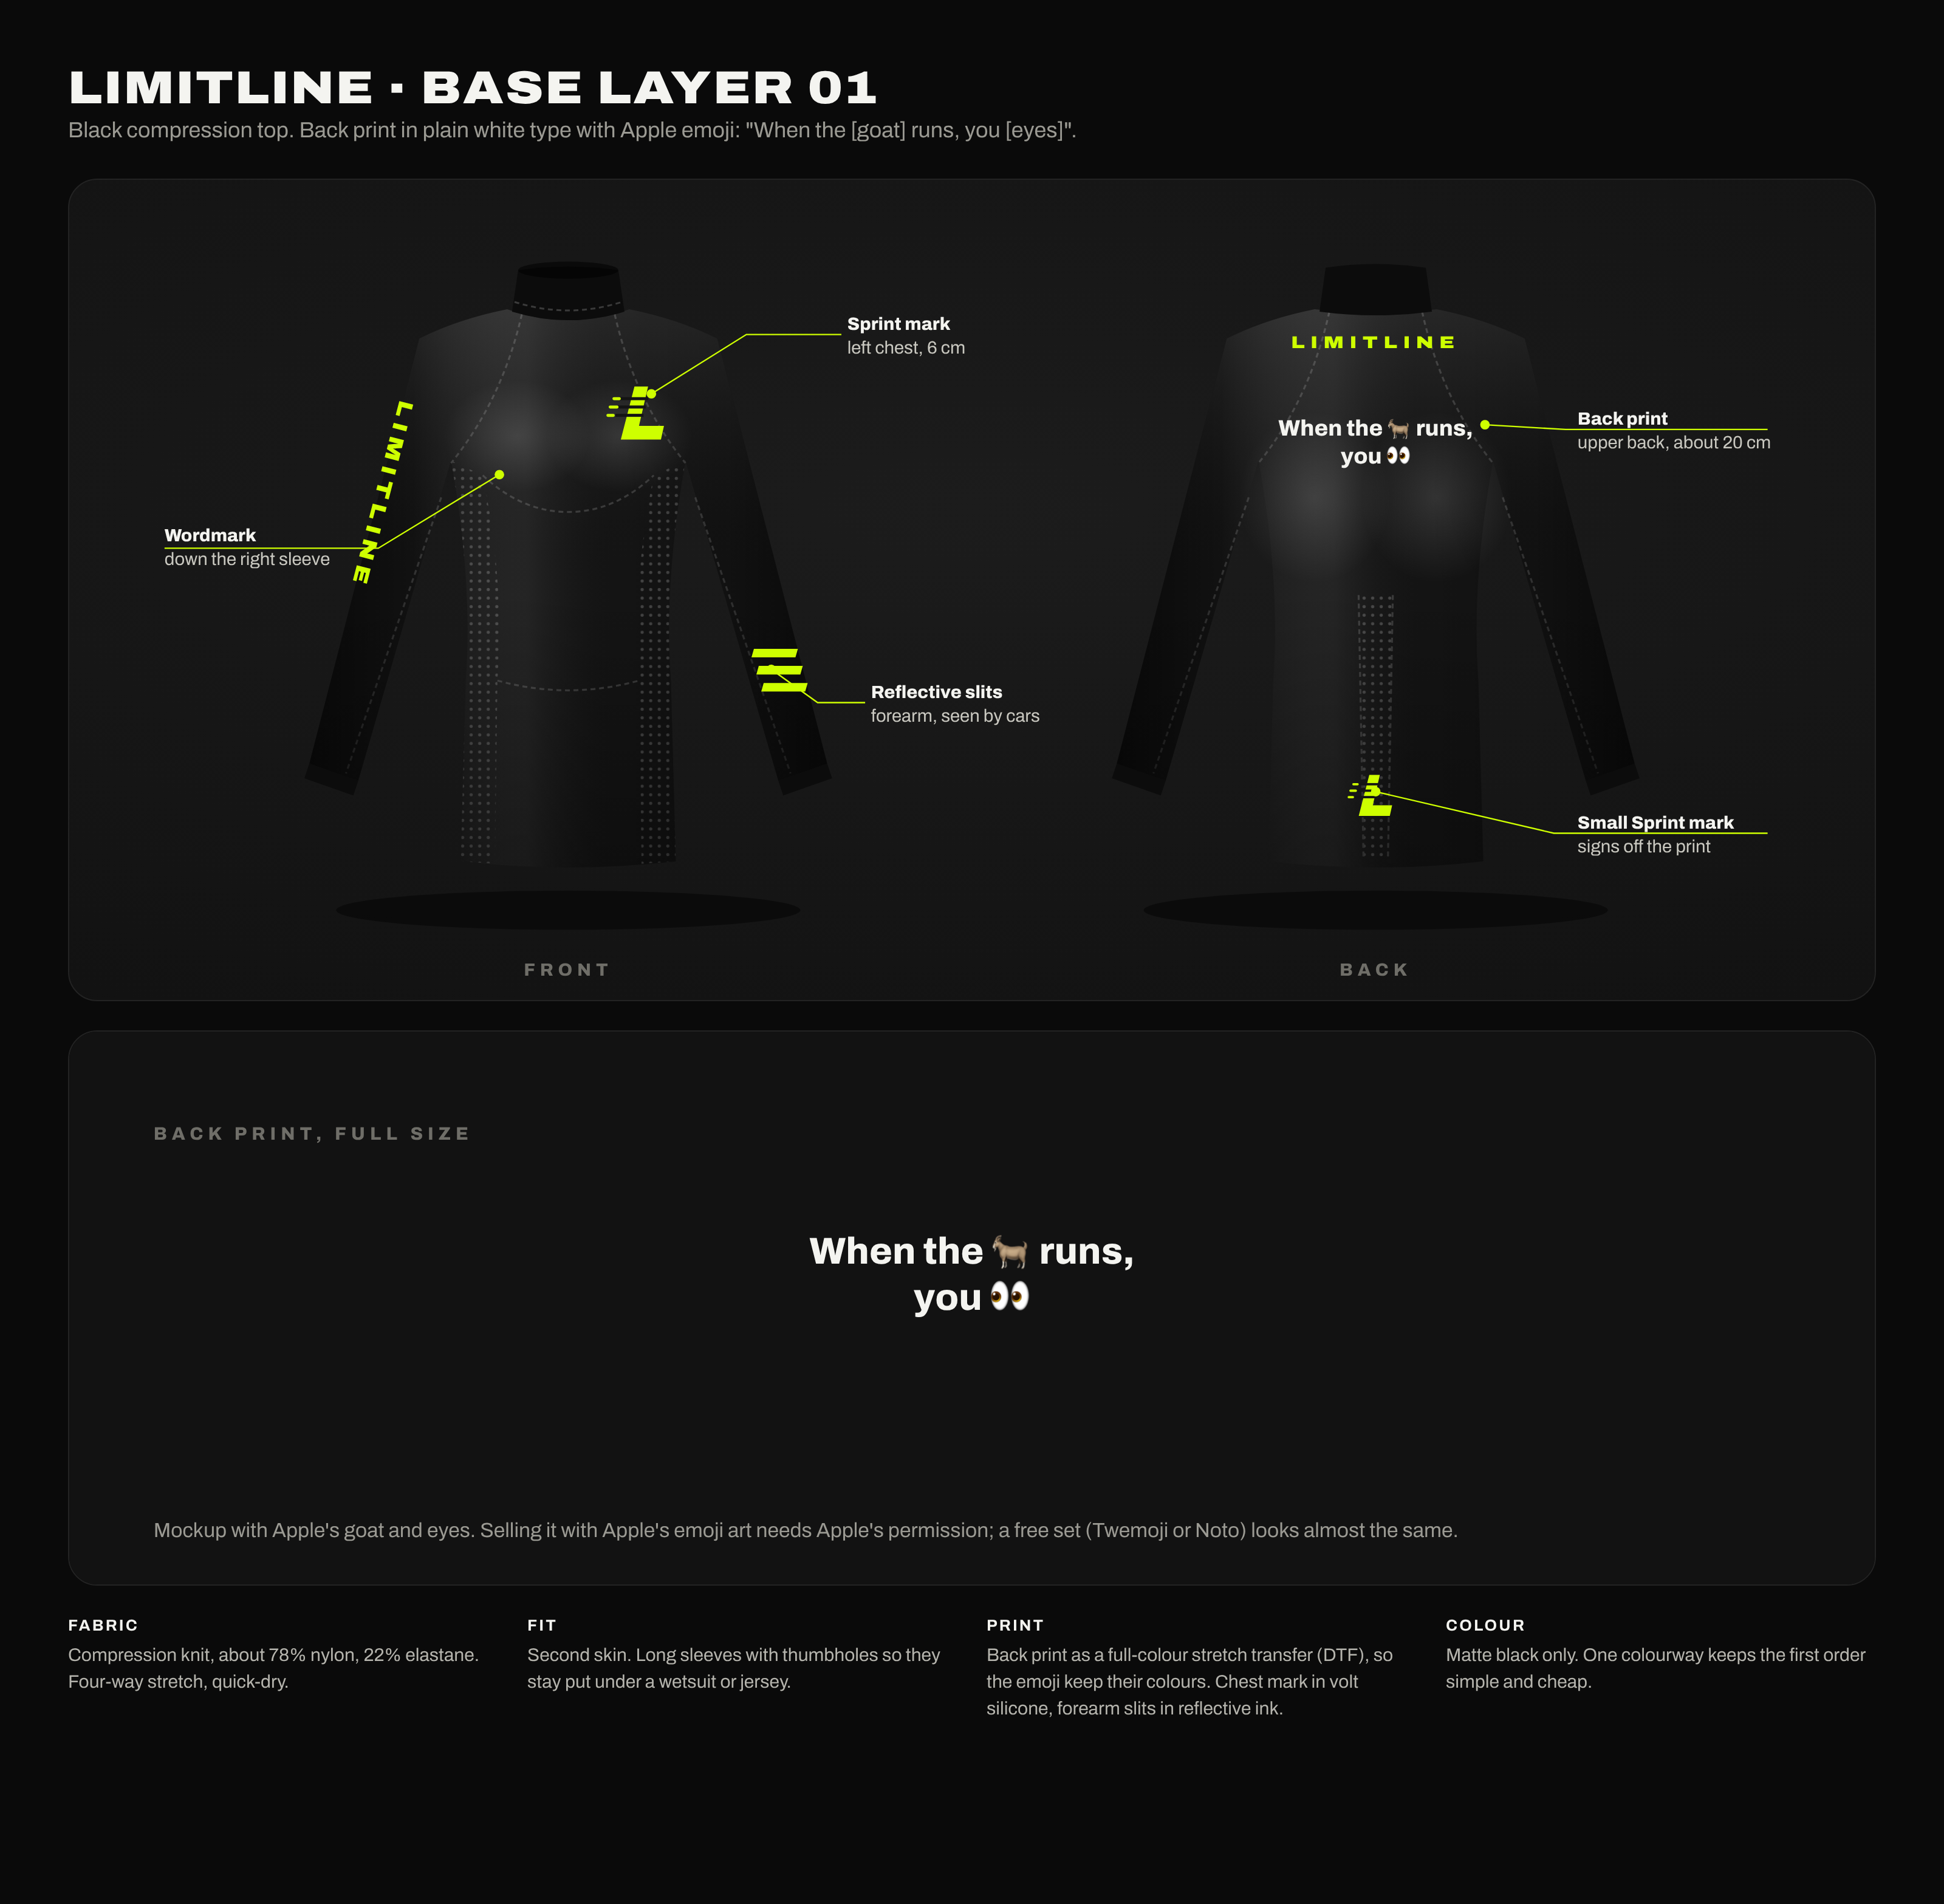 LIMITLINE · BASE LAYER 01
Black compression top. Back print in plain white type with Apple emoji: "When the [goat] runs, you [eyes]".
Sprint mark
left chest, 6 cm
LIMITLINE
Wordmark
down the right sleeve
Reflective slits
forearm, seen by cars
LIMITLINE
When the 🐐 runs,
you 👀
Back print
upper back, about 20 cm
L
L
Small Sprint mark
signs off the print
FRONT
BACK
BACK PRINT, FULL SIZE
When the 🐐 runs,
you 👀
Mockup with Apple's goat and eyes. Selling it with Apple's emoji art needs Apple's permission; a free set (Twemoji or Noto) looks almost the same.
FABRIC
Compression knit, about 78% nylon, 22% elastane.
Four-way stretch, quick-dry.
FIT
Second skin. Long sleeves with thumbholes so they
stay put under a wetsuit or jersey.
PRINT
Back print as a full-colour stretch transfer (DTF), so
the emoji keep their colours. Chest mark in volt
silicone, forearm slits in reflective ink.
COLOUR
Matte black only. One colourway keeps the first order
simple and cheap.